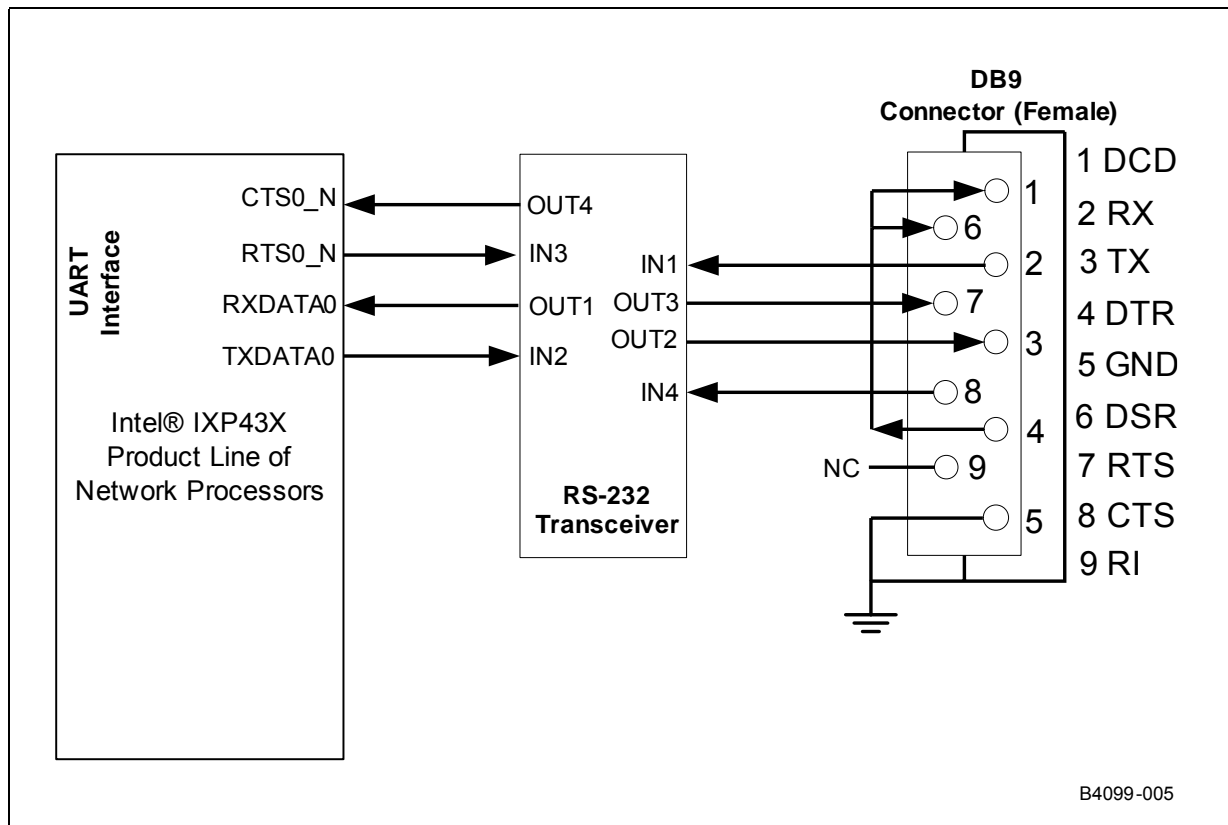 DB9
Connector (Female)
UART
Interface
CTS0_N
RTS0_N
RXDATA0
TXDATA0
Intel® IXP43X
Product Line of
Network Processors
OUT4
IN3
OUT1
IN2
IN1
OUT3
OUT2
IN4
RS-232
Transceiver
NC
1
6
2
7
3
8
4
9
5
1 DCD
2 RX
3 TX
4 DTR
5 GND
6 DSR
7 RTS
8 CTS
9 RI
B4099-005